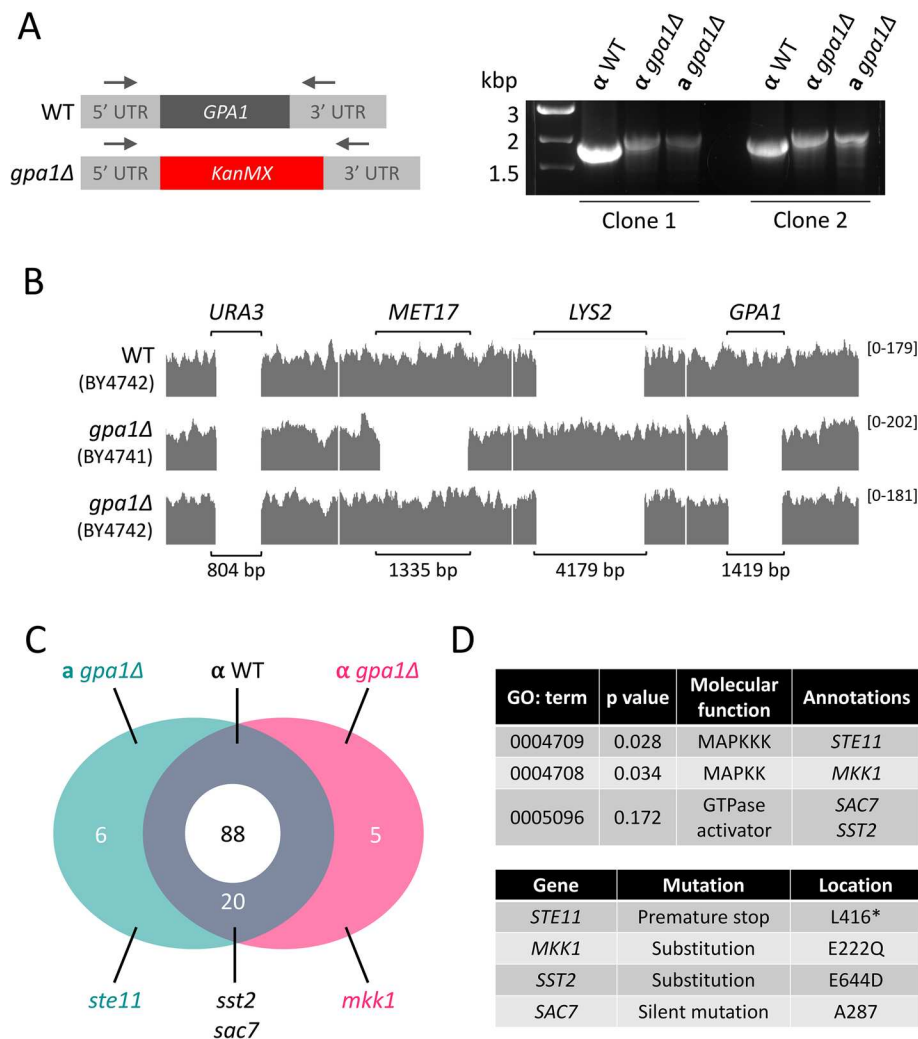 A
WT
5' UTR
GPA1
3' UTR
gpa1Δ
5' UTR
KanMX
3' UTR
kbp
α WT
α gpa1Δ
a gpa1Δ
α WT
α gpa1Δ
a gpa1Δ
3
2
1.5
Clone 1
Clone 2
B
URA3
MET17
LYS2
GPA1
WT
(BY4742)
[0-179]
gpa1Δ
(BY4741)
[0-202]
gpa1Δ
(BY4742)
[0-181]
804 bp
1335 bp
4179 bp
1419 bp
C
a gpa1Δ
α WT
α gpa1Δ
6
88
5
20
ste11
sst2
sac7
mkk1
D
GO: term p value Molecular function Annotations
0004709 0.028 MAPKKK STE11
0004708 0.034 MAPKK MKK1
0005096 0.172 GTPase activator SAC7 SST2
Gene Mutation Location
STE11 Premature stop L416*
MKK1 Substitution E222Q
SST2 Substitution E644D
SAC7 Silent mutation A287